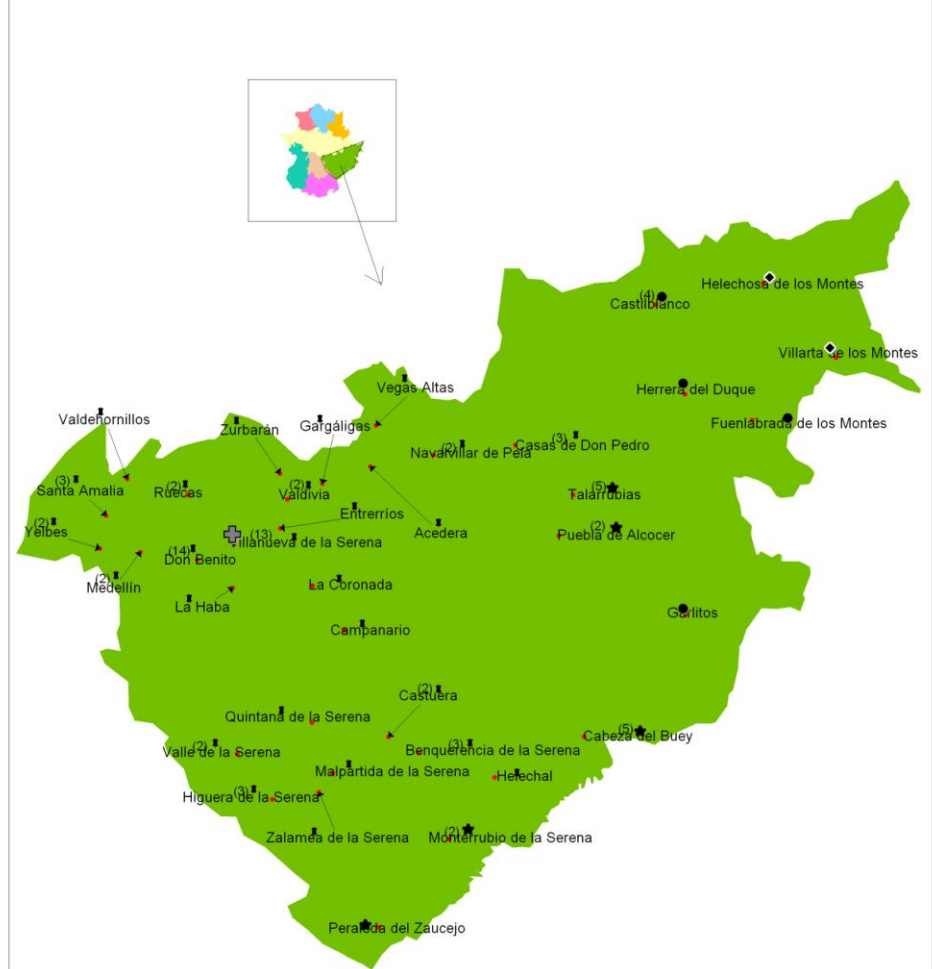 Helechosa de los Montes
(4)
Castilblanco
Villarta de los Montes
Vegas Altas
Herrera del Duque
Valdehornillos
Zurbarán
Gargáligas
Fuenlabrada de los Montes
(2)
Navalvillar de Pela
(3)
Casas de Don Pedro
(3)
Santa Amalia
(2)
Ruecas
(2)
Valdivia
(5)
Talarrubias
Entrerríos
(2)
Yelbes
(13)
Villanueva de la Serena
Acedera
(2)
Puebla de Alcocer
(14)
Don Benito
(2)
Medellín
La Coronada
La Haba
Garlitos
Campanario
(2)
Castuera
Quintana de la Serena
(2)
Valle de la Serena
(3)
Benquerencia de la Serena
(5)
Cabeza del Buey
Malpartida de la Serena
Helechal
(3)
Higuera de la Serena
Zalamea de la Serena
(2)
Monterrubio de la Serena
Peraleda del Zaucejo